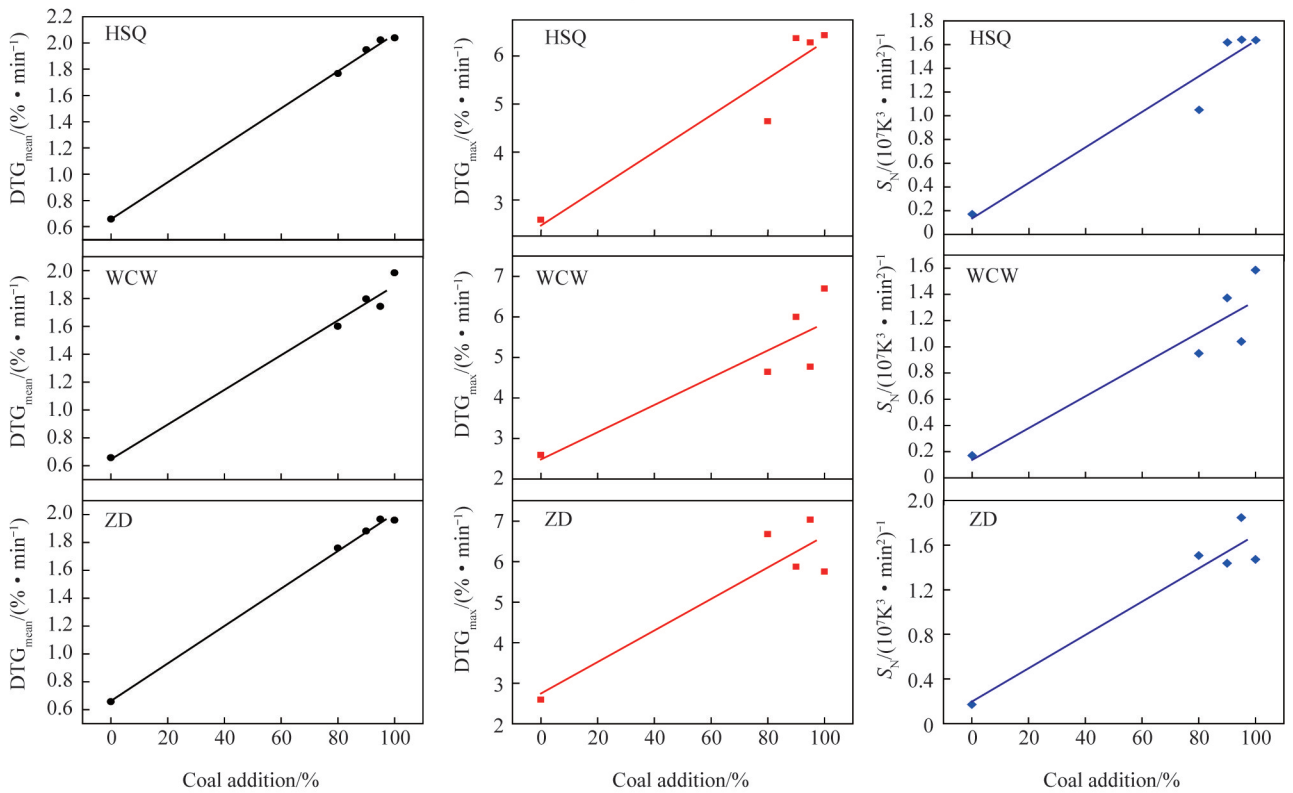 HSQ
DTGmean/(% • min⁻¹)
2.2
2.0
1.8
1.6
1.4
1.2
1.0
0.8
0.6
HSQ
DTGmax/(% • min⁻¹)
6
5
4
3
HSQ
SN/(10⁷K³ • min²)⁻¹
1.8
1.6
1.4
1.2
1.0
0.8
0.6
0.4
0.2
0
WCW
DTGmean/(% • min⁻¹)
2.0
1.8
1.6
1.4
1.2
1.0
0.8
0.6
WCW
DTGmax/(% • min⁻¹)
7
6
5
4
3
2
WCW
SN/(10⁷K³ • min²)⁻¹
1.6
1.4
1.2
1.0
0.8
0.6
0.4
0.2
0
ZD
DTGmean/(% • min⁻¹)
2.0
1.8
1.6
1.4
1.2
1.0
0.8
0.6
0 20 40 60 80 100
Coal addition/%
ZD
DTGmax/(% • min⁻¹)
7
6
5
4
3
2
0 20 40 60 80 100
Coal addition/%
ZD
SN/(10⁷K³ • min²)⁻¹
2.0
1.6
1.2
0.8
0.4
0
0 20 40 60 80 100
Coal addition/%